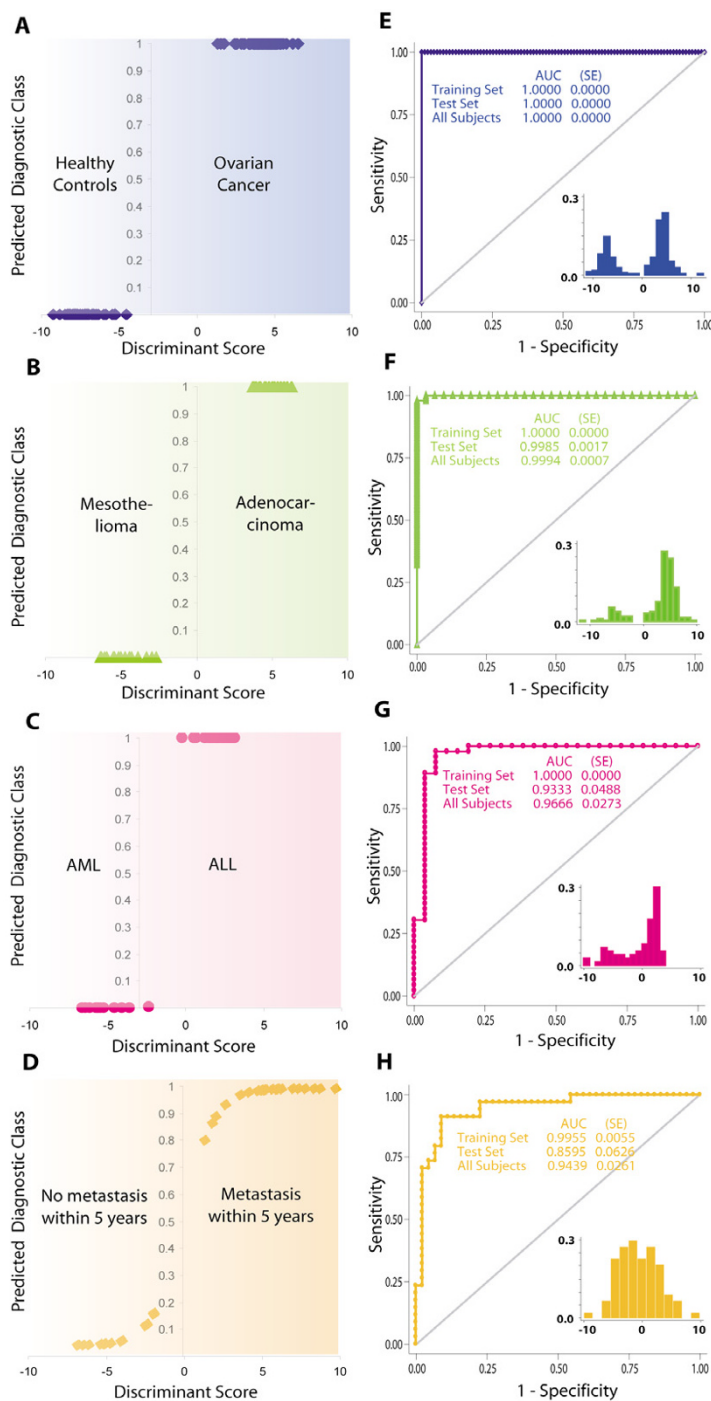 A
Predicted Diagnostic Class
1
0.9
0.8
0.7
0.6
0.5
0.4
0.3
0.2
0.1
Healthy
Controls
Ovarian
Cancer
-10 -5 0 5 10
Discriminant Score
E
Sensitivity
1.00
0.75
0.50
0.25
0.00
AUC (SE)
Training Set 1.0000 0.0000
Test Set 1.0000 0.0000
All Subjects 1.0000 0.0000
0.3
0.0
-10 0 10
0.00 0.25 0.50 0.75 1.00
1 - Specificity
B
Predicted Diagnostic Class
1
0.9
0.8
0.7
0.6
0.5
0.4
0.3
0.2
0.1
Mesothe-
lioma
Adenocar-
cinoma
-10 -5 0 5 10
Discriminant Score
F
Sensitivity
1.00
0.75
0.50
0.25
0.00
AUC (SE)
Training Set 1.0000 0.0000
Test Set 0.9985 0.0017
All Subjects 0.9994 0.0007
0.3
0.0
-10 0 10
0.00 0.25 0.50 0.75 1.00
1 - Specificity
C
Predicted Diagnostic Class
1
0.9
0.8
0.7
0.6
0.5
0.4
0.3
0.2
0.1
AML
ALL
-10 -5 0 5 10
Discriminant Score
G
Sensitivity
1.00
0.75
0.50
0.25
0.00
AUC (SE)
Training Set 1.0000 0.0000
Test Set 0.9333 0.0488
All Subjects 0.9666 0.0273
0.3
0.0
-10 0 10
0.00 0.25 0.50 0.75 1.00
1 - Specificity
D
Predicted Diagnostic Class
1
0.9
0.8
0.7
0.6
0.5
0.4
0.3
0.2
0.1
No metastasis
within 5 years
Metastasis
within 5 years
-10 -5 0 5 10
Discriminant Score
H
Sensitivity
1.00
0.75
0.50
0.25
0.00
AUC (SE)
Training Set 0.9955 0.0055
Test Set 0.8595 0.0626
All Subjects 0.9439 0.0261
0.3
0.0
-10 0 10
0.00 0.25 0.50 0.75 1.00
1 - Specificity